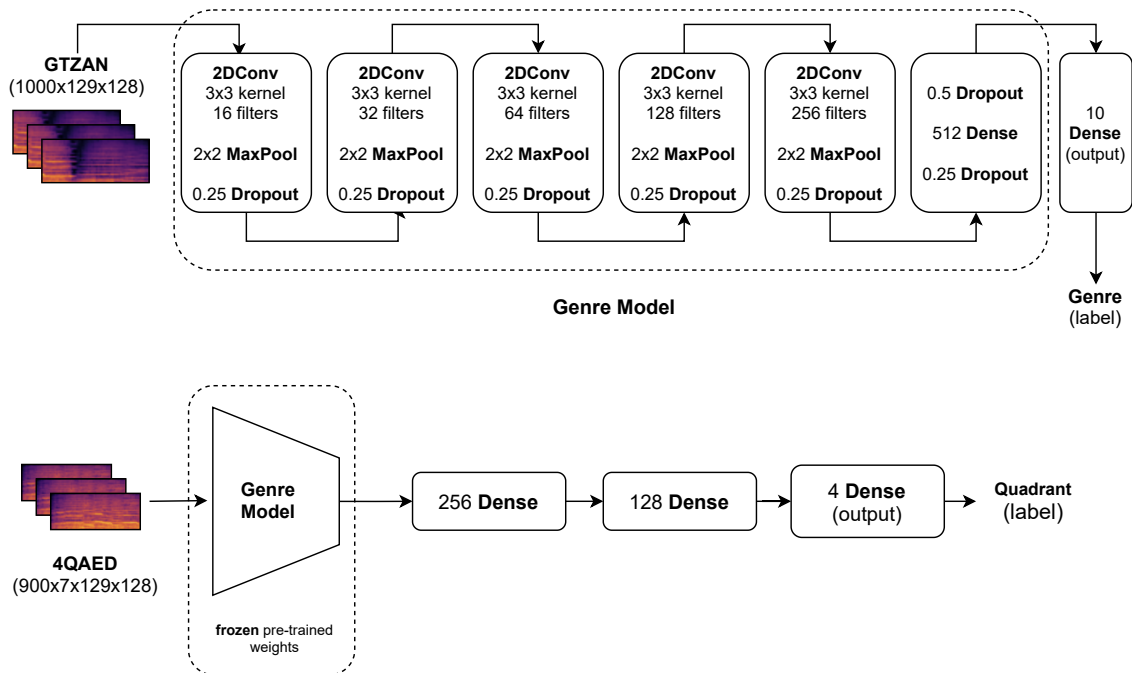 GTZAN
(1000x129x128)
2DConv
3x3 kernel
16 filters
2x2 MaxPool
0.25 Dropout
2DConv
3x3 kernel
32 filters
2x2 MaxPool
0.25 Dropout
2DConv
3x3 kernel
64 filters
2x2 MaxPool
0.25 Dropout
2DConv
3x3 kernel
128 filters
2x2 MaxPool
0.25 Dropout
2DConv
3x3 kernel
256 filters
2x2 MaxPool
0.25 Dropout
0.5 Dropout
512 Dense
0.25 Dropout
10
Dense
(output)
Genre Model
Genre
(label)
4QAED
(900x7x129x128)
Genre
Model
frozen pre-trained
weights
256 Dense
128 Dense
4 Dense
(output)
Quadrant
(label)